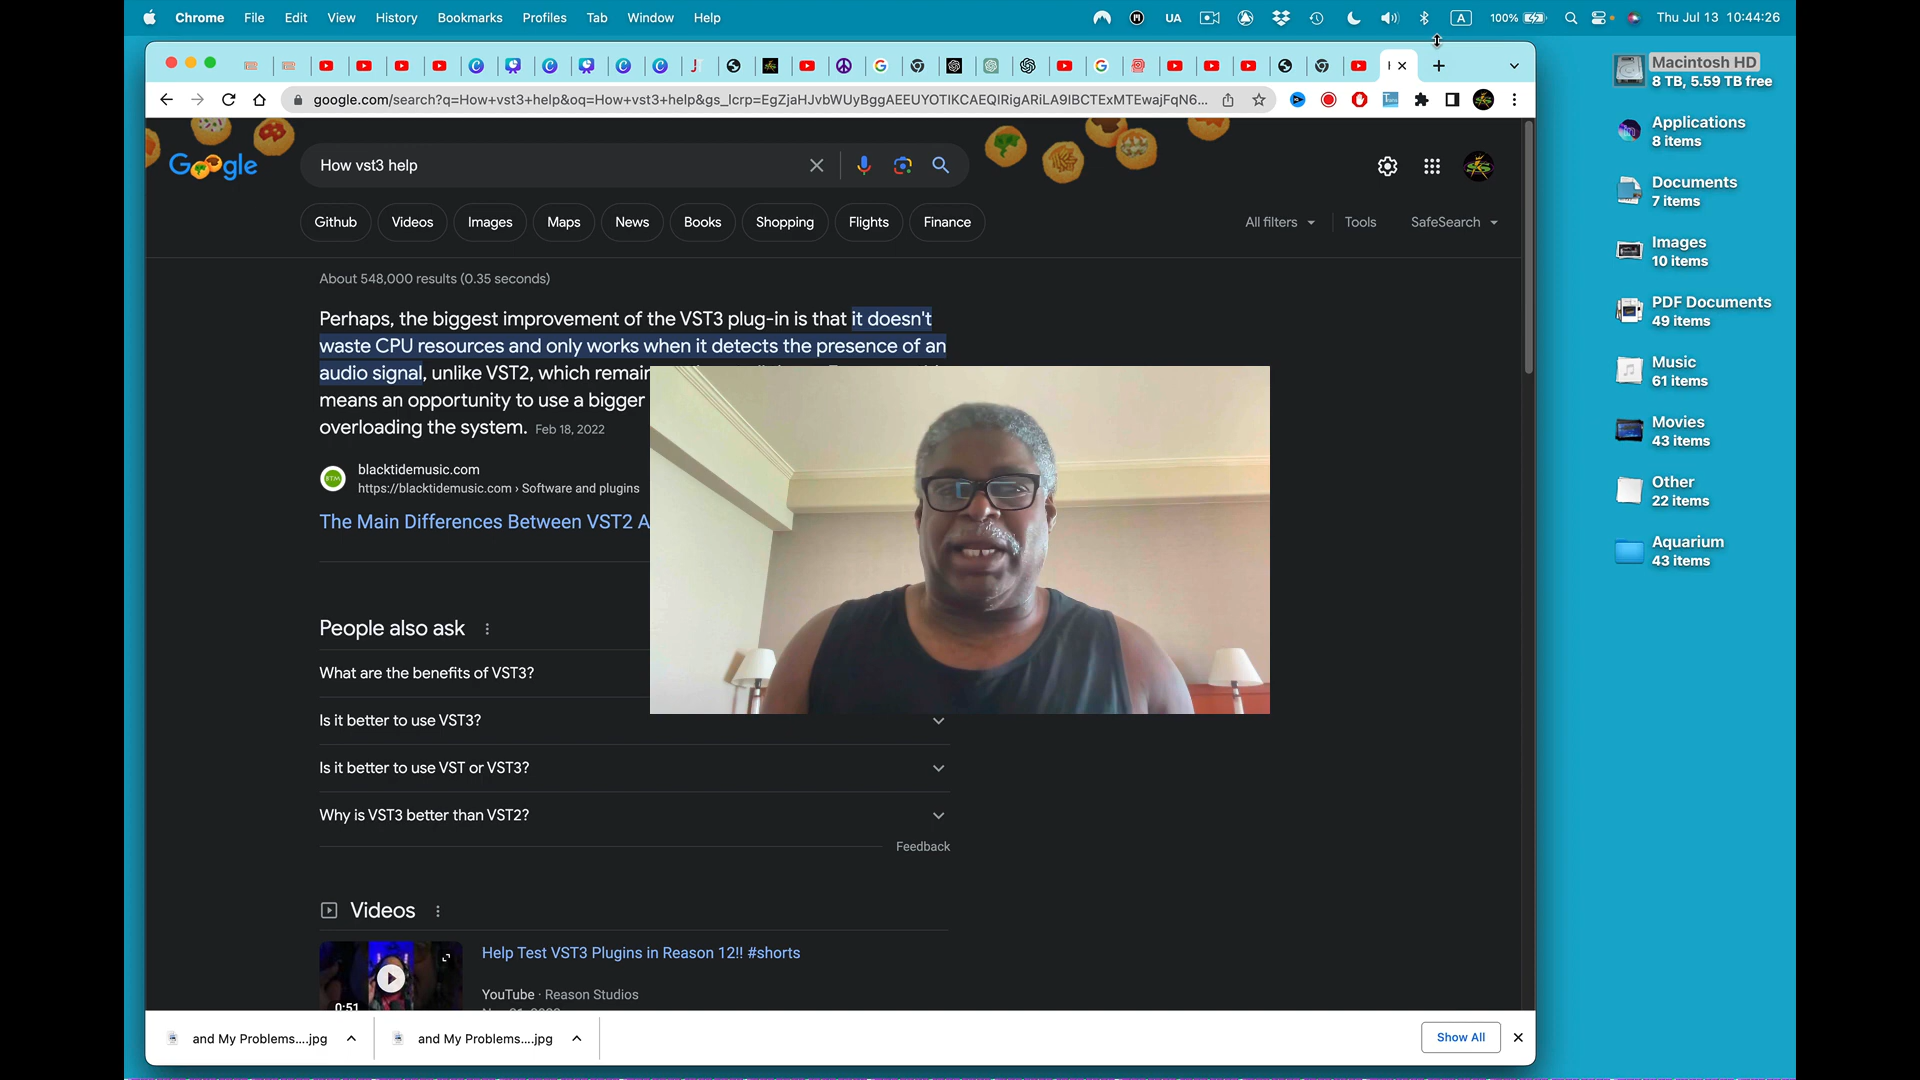 Chrome File Edit View History Bookmarks Profiles Tab Window Help
UA
A
100%
Thu Jul 13 10:44:26
google.com/search?q=How+vst3+help&oq=How+vst3+help&gs_lcrp=EgZjaHJvbWUyBggAEEUYOTIKCAEQIRigARiLA9IBCTExMTEwajFqN6...
Google
How vst3 help
Github Videos Images Maps News Books Shopping Flights Finance
All filters Tools SafeSearch
About 548,000 results (0.35 seconds)
Perhaps, the biggest improvement of the VST3 plug-in is that it doesn't
waste CPU resources and only works when it detects the presence of an
audio signal, unlike VST2, which
means an opportunity to use a bigger
overloading the system. Feb 18, 2022
blacktidemusic.com
https://blacktidemusic.com › Software and plugins
The Main Differences Between VST2
People also ask
What are the benefits of VST3?
Is it better to use VST3?
Is it better to use VST or VST3?
Why is VST3 better than VST2?
Feedback
Videos
Help Test VST3 Plugins in Reason 12!! #shorts
YouTube · Reason Studios
0:51
and My Problems....jpg
and My Problems....jpg
Show All
Macintosh HD
8 TB, 5.59 TB free
Applications
8 items
Documents
7 items
Images
10 items
PDF Documents
49 items
Music
61 items
Movies
43 items
Other
22 items
Aquarium
43 items